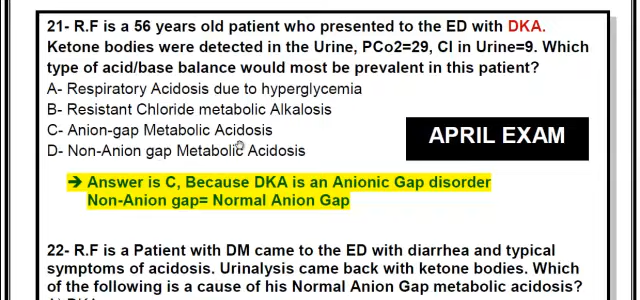 21- R.F is a 56 years old patient who presented to the ED with DKA.
Ketone bodies were detected in the Urine, PCo2=29, Cl in Urine=9. Which
type of acid/base balance would most be prevalent in this patient?
A- Respiratory Acidosis due to hyperglycemia
B- Resistant Chloride metabolic Alkalosis
C- Anion-gap Metabolic Acidosis
D- Non-Anion gap Metabolic Acidosis
APRIL EXAM
➔ Answer is C, Because DKA is an Anionic Gap disorder
Non-Anion gap= Normal Anion Gap
22- R.F is a Patient with DM came to the ED with diarrhea and typical
symptoms of acidosis. Urinalysis came back with ketone bodies. Which
of the following is a cause of his Normal Anion Gap metabolic acidosis?